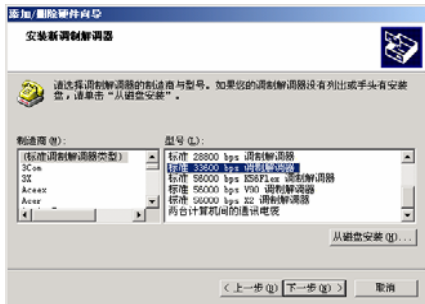 添加/删除硬件向导
安装新调制解调器
请选择调制解调器的制造商与型号。如果您的调制解调器没有列出或手头有安装
盘，请单击“从磁盘安装”。
制造商(M):
型号(L):
(标准调制解调器类型)
3Com
3X
Aceex
Acer
标准 28800 bps 调制解调器
标准 33600 bps 调制解调器
标准 56000 bps K56Flex 调制解调器
标准 56000 bps V90 调制解调器
标准 56000 bps X2 调制解调器
两台计算机间的通讯电缆
从磁盘安装(H)...
< 上一步(B)
下一步(N) >
取消